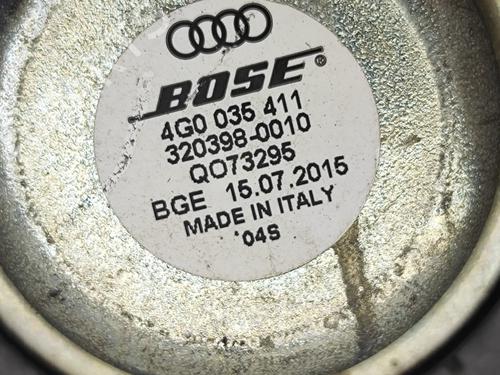 BOSE®
4G0 035 411
320398-0010
QO73295
BGE 15.07.2015
MADE IN ITALY
*04S